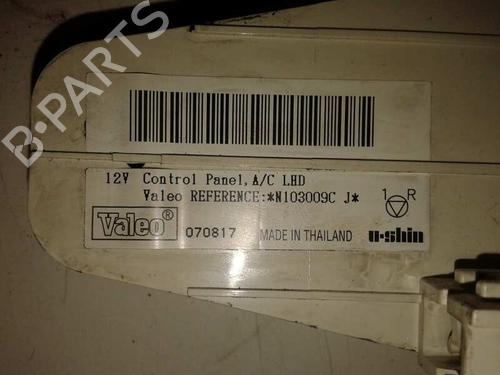 B-PARTS
12V Control Panel, A/C LHD
Valeo REFERENCE:*N103009C J*
1 R
Valeo®
070817 MADE IN THAILAND u-shin